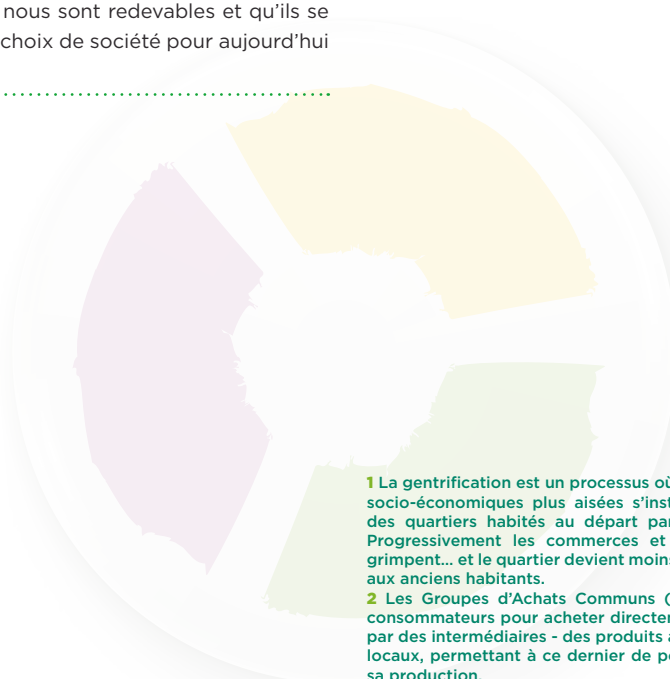 nous sont redevables et qu'ils se
choix de société pour aujourd'hui
1 La gentrification est un processus où
socio-économiques plus aisées s'inst
des quartiers habités au départ par
Progressivement les commerces et
grimpent... et le quartier devient moins
aux anciens habitants.
2 Les Groupes d'Achats Communs (
consommateurs pour acheter directem
par des intermédiaires - des produits a
locaux, permettant à ce dernier de p
sa production.